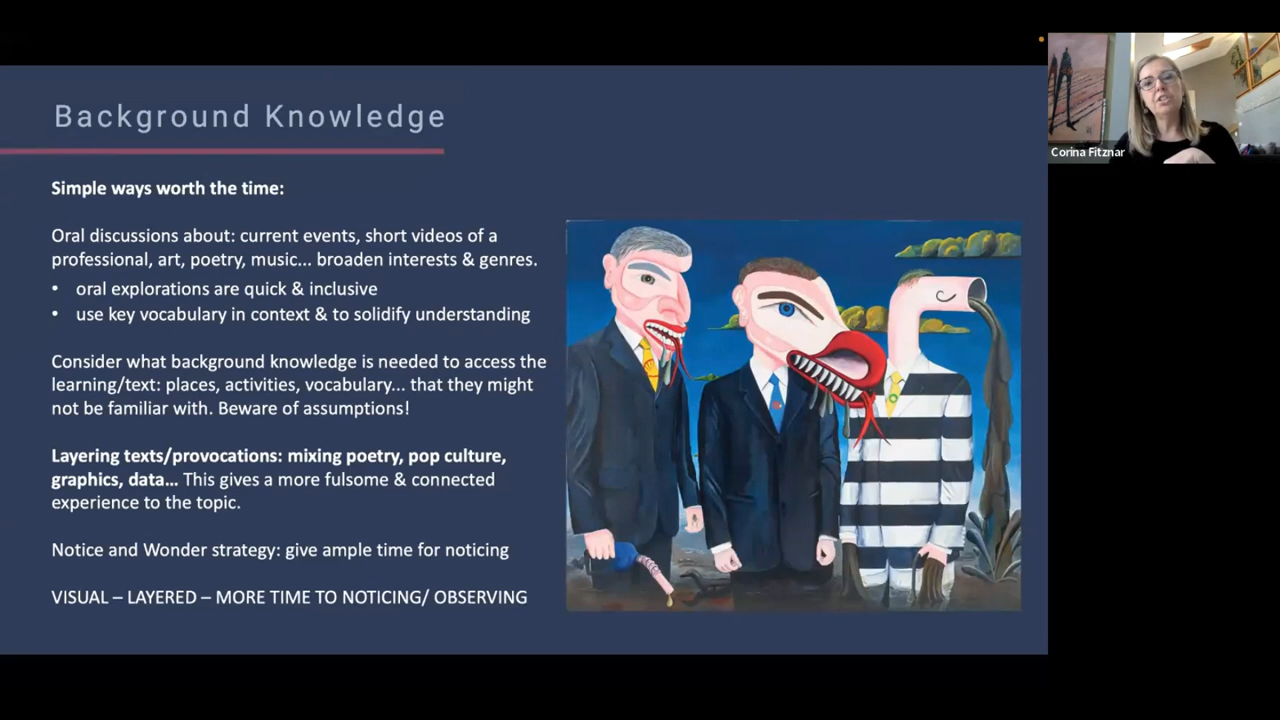 Background Knowledge
Corina Fitznar
Simple ways worth the time:
Oral discussions about: current events, short videos of a
professional, art, poetry, music... broaden interests & genres.
• oral explorations are quick & inclusive
• use key vocabulary in context & to solidify understanding
Consider what background knowledge is needed to access the
learning/text: places, activities, vocabulary... that they might
not be familiar with. Beware of assumptions!
Layering texts/provocations: mixing poetry, pop culture,
graphics, data... This gives a more fulsome & connected
experience to the topic.
Notice and Wonder strategy: give ample time for noticing
VISUAL – LAYERED – MORE TIME TO NOTICING/ OBSERVING